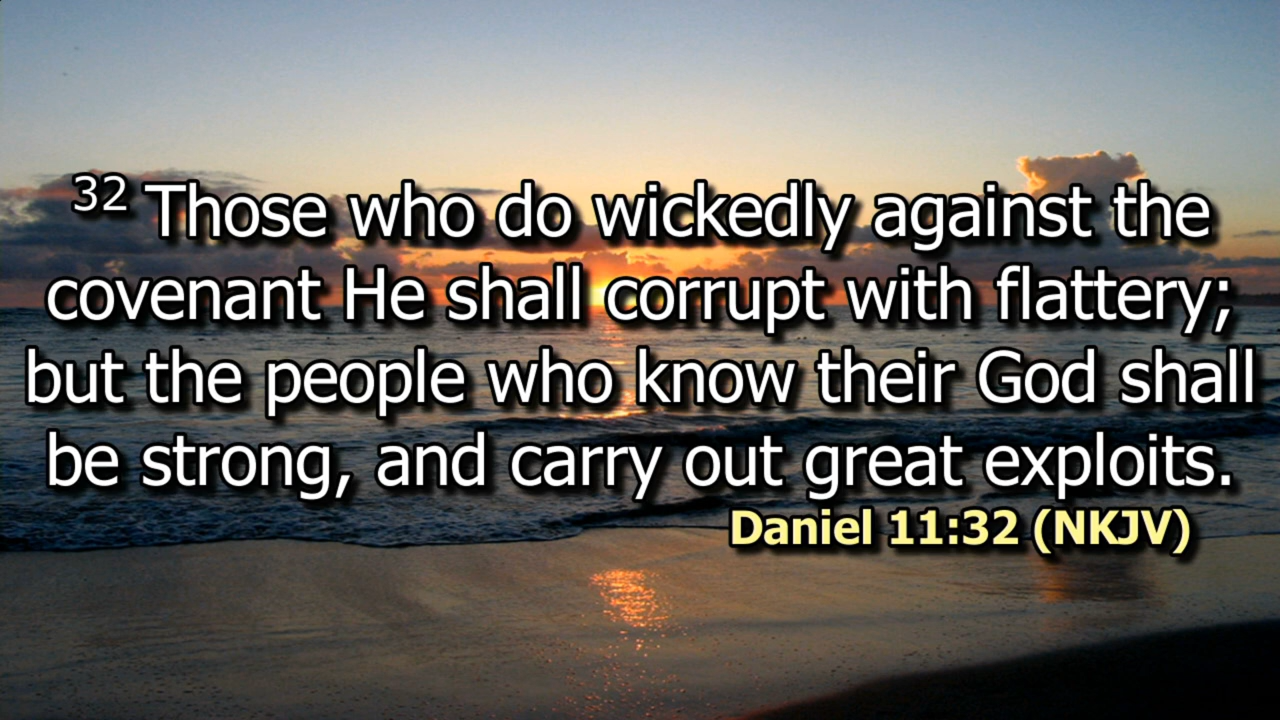 32 Those who do wickedly against the
covenant He shall corrupt with flattery;
but the people who know their God shall
be strong, and carry out great exploits.
Daniel 11:32 (NKJV)